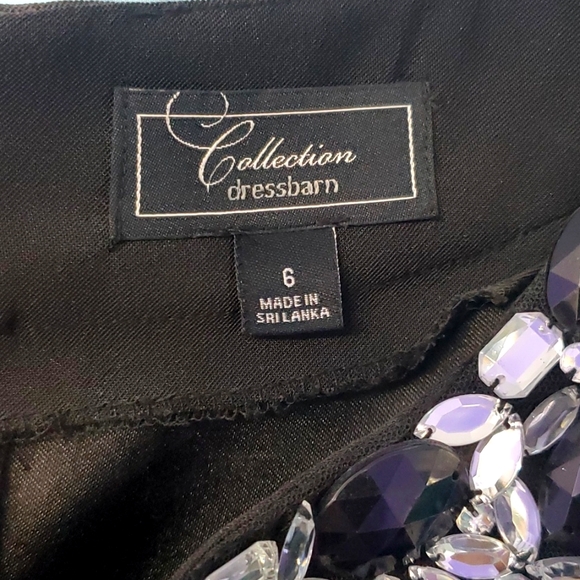 Collection
dressbarn
6
MADE IN
SRI LANKA